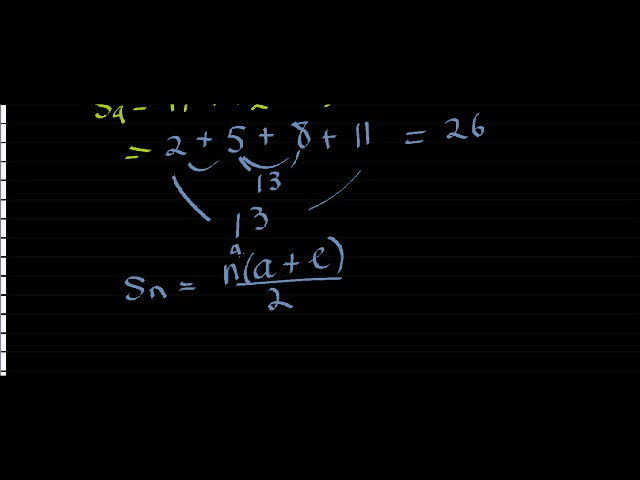 = 2 + 5 + 8 + 11 = 26
13
13
Sn = n(a + l)
2